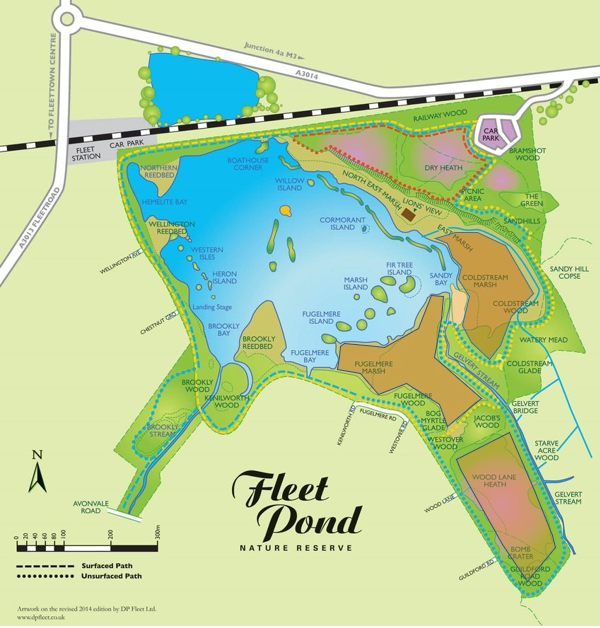 Junction 4a M3
A3014
TO FLEETTOWN CENTRE
A3013 FLEETROAD
FLEET
STATION
CAR PARK
RAILWAY WOOD
CAR
PARK
BRAMSHOT
WOOD
BOATHOUSE
CORNER
NORTHERN
REEDBED
HEMELITE BAY
WILLOW
ISLAND
DRY HEATH
NORTH EAST MARSH
PICNIC
AREA
THE
GREEN
LIONS' VIEW
SANDHILLS
WELLINGTON
REEDBED
CORMORANT
ISLAND
EAST MARSH
WESTERN
ISLES
WELLINGTON AVE
HERON
ISLAND
FIR TREE
ISLAND
MARSH
ISLAND
SANDY
BAY
COLDSTREAM
MARSH
SANDY HILL
COPSE
COLDSTREAM
WOOD
Landing Stage
CHESTNUT GRV
BROOKLY
BAY
FUGELMERE
ISLAND
WATERY MEAD
BROOKLY
REEDBED
FUGELMERE
BAY
FUGELMERE
MARSH
GELVERT STREAM
COLDSTREAM
GLADE
BROOKLY
WOOD
KENILWORTH
WOOD
FUGELMERE
WOOD
GELVERT
BRIDGE
KENILWORTH RD
FUGELMERE RD
WESTOVER RD
BOG
MYRTLE
GLADE
JACOB'S
WOOD
BROOKLY
STREAM
WESTOVER
WOOD
STARVE
ACRE
WOOD
WOOD LANE
HEATH
WOOD LANE
GELVERT
STREAM
AVONVALE
ROAD
N
Fleet
Pond
NATURE RESERVE
0 20 40 60 80 100 200 300m
BOMB
CRATER
GUILDFORD RD
GUILDFORD
ROAD
WOOD
Surfaced Path
Unsurfaced Path
Artwork on the revised 2014 edition by DP Fleet Ltd.
www.dpfleet.co.uk